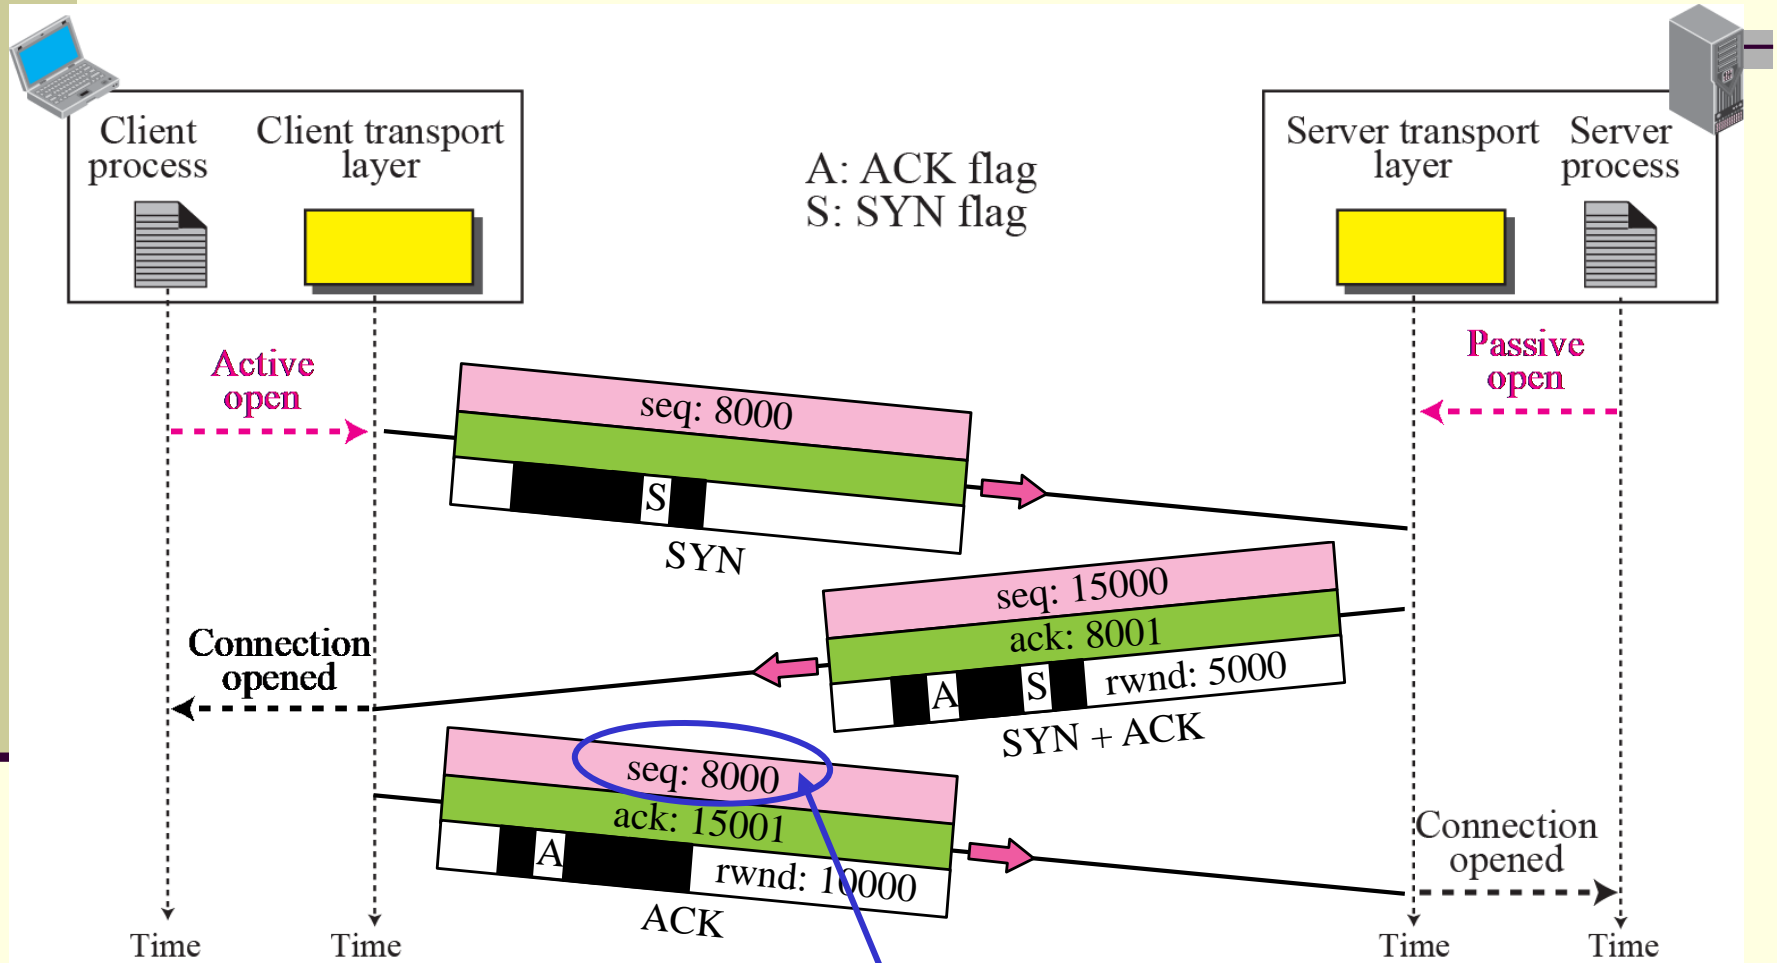 Client
process
Client transport
layer
A: ACK flag
S: SYN flag
Server transport
layer
Server
process
Active
open
Passive
open
seq: 8000
S
SYN
seq: 15000
ack: 8001
A
S
rwnd: 5000
SYN + ACK
Connection
opened
seq: 8000
ack: 15001
A
rwnd: 10000
ACK
Connection
opened
Time
Time
Time
Time